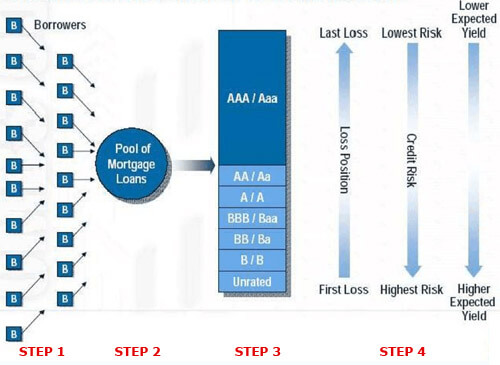 B
B
B
B
B
B
B
B
B
B
Borrowers
B
B
B
B
B
B
B
B
Pool of
Mortgage
Loans
AAA / Aaa
AA / Aa
A / A
BBB / Baa
BB / Ba
B / B
Unrated
Last Loss
Loss Position
First Loss
Lowest Risk
Credit Risk
Highest Risk
Lower
Expected
Yield
Higher
Expected
Yield
STEP 1
STEP 2
STEP 3
STEP 4